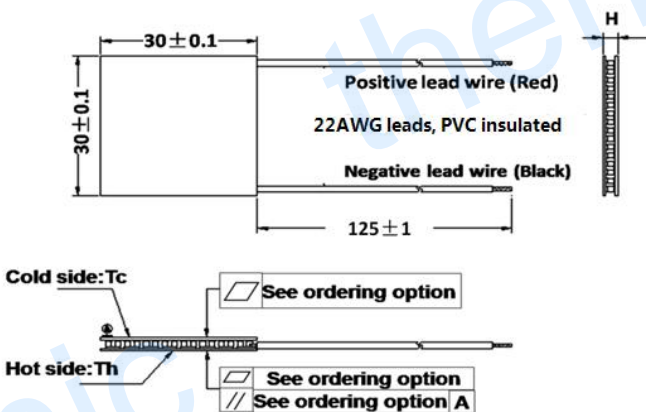 30±0.1
H
Positive lead wire (Red)
30±0.1
22AWG leads, PVC insulated
Negative lead wire (Black)
125±1
Cold side:Tc
See ordering option
A
Hot side:Th
See ordering option
// See ordering option A